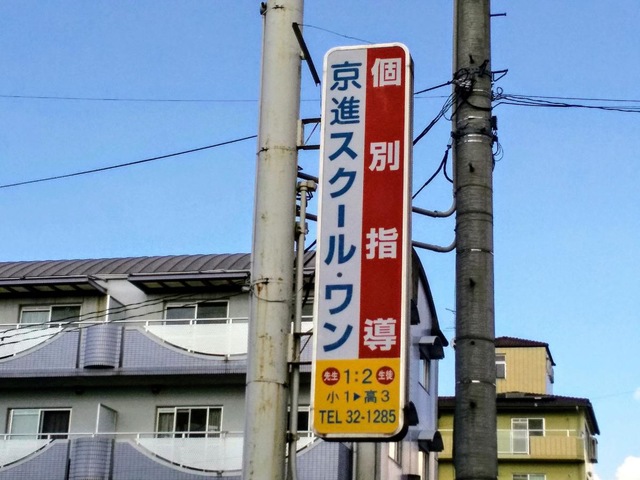 個別指導
京進スクール・ワン
先生 1:2 生徒
小1▶高3
TEL 32-1285